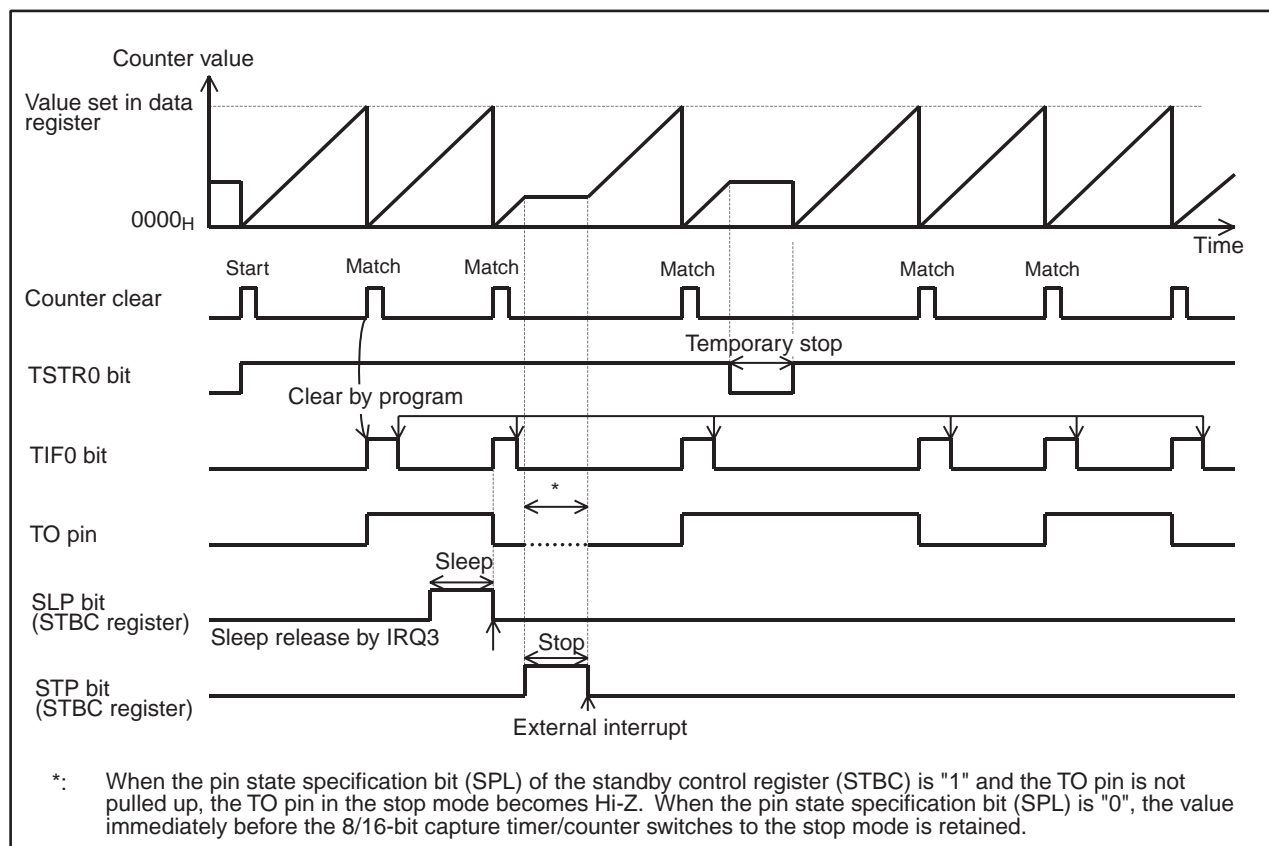 Counter value
Value set in data
register
0000H
Time
Start Match Match Match Match Match
Counter clear
Temporary stop
TSTR0 bit
Clear by program
TIF0 bit
*
TO pin
Sleep
SLP bit
(STBC register)
Sleep release by IRQ3
Stop
STP bit
(STBC register)
External interrupt
*: When the pin state specification bit (SPL) of the standby control register (STBC) is "1" and the TO pin is not
pulled up, the TO pin in the stop mode becomes Hi-Z. When the pin state specification bit (SPL) is "0", the value
immediately before the 8/16-bit capture timer/counter switches to the stop mode is retained.